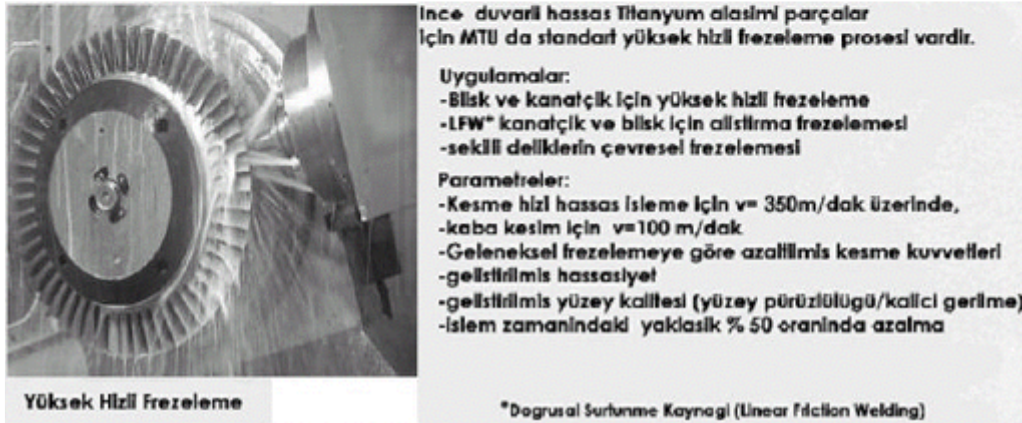 Ince duvarli hassas Titanyum alasimi parçalar
için MTU da standart yüksek hizli frezeleme prosesi vardir.
Uygulamalar:
-Blisk ve kanatçik için yüksek hizli frezeleme
-LFW* kanatçik ve blisk için alistirma frezelemesi
-sekilli deliklerin çevresel frezelemesi
Parametreler:
-Kesme hizi hassas isleme için v= 350m/dak üzerinde,
-kaba kesim için v=100 m/dak
-Geleneksel frezelemeye göre azaltilmis kesme kuvvetleri
-gelistirilmis hassasiyet
-gelistirilmis yüzey kalitesi (yüzey pürüzlülügü/kalici gerilme)
-islem zamanindaki yaklasik % 50 oraninda azalma
Yüksek Hizli Frezeleme
*Dogrusal Surtunme Kaynagi (Linear Friction Welding)